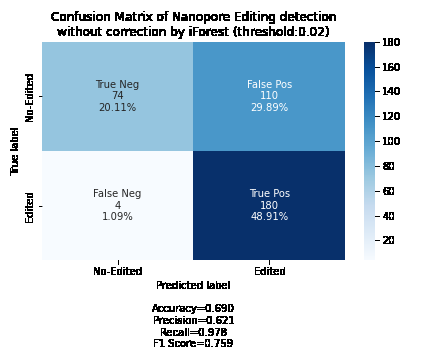 Confusion Matrix of Nanopore Editing detection
without correction by iForest (threshold:0.02)
True label
No-Edited
Edited
True Neg
74
20.11%
False Pos
110
29.89%
False Neg
4
1.09%
True Pos
180
48.91%
No-Edited
Edited
Predicted label
180
160
140
120
100
80
60
40
20
Accuracy=0.690
Precision=0.621
Recall=0.978
F1 Score=0.759